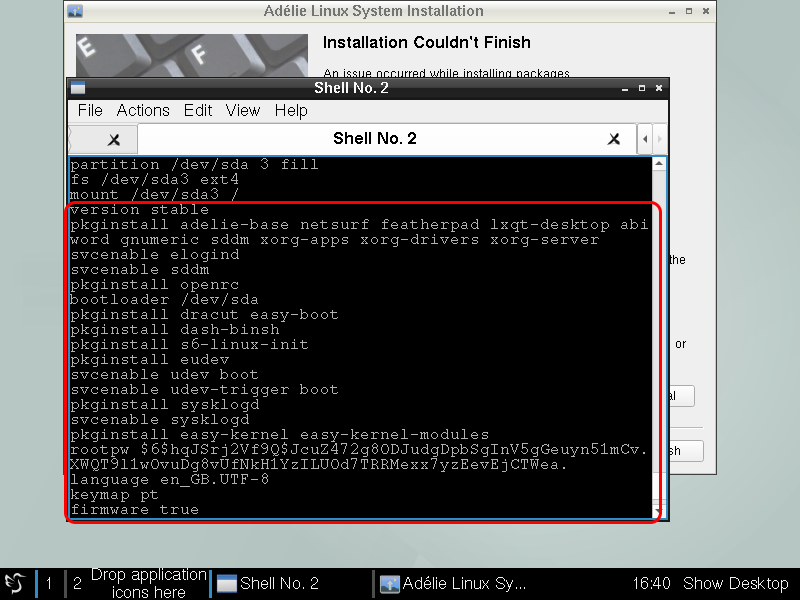 Adélie Linux System Installation
Installation Couldn't Finish
An issue occurred while installing packages.
Shell No. 2
File Actions Edit View Help
Shell No. 2
partition /dev/sda 3 fill
fs /dev/sda3 ext4
mount /dev/sda3 /
version stable
pkginstall adelie-base netsurf featherpad lxqt-desktop abi
word gnumeric sddm xorg-apps xorg-drivers xorg-server
svcenable elogind
svcenable sddm
pkginstall openrc
bootloader /dev/sda
pkginstall dracut easy-boot
pkginstall dash-binsh
pkginstall s6-linux-init
pkginstall eudev
svcenable udev boot
svcenable udev-trigger boot
pkginstall sysklogd
svcenable sysklogd
pkginstall easy-kernel easy-kernel-modules
rootpw $6$hqJSrj2Vf9Q$JcuZ472g8ODJudgDpbSgInV5gGeuyn51mCv.
XWQT9l1wOvuDg8vUfNkH1YzILUOd7TRRMexx7yzEevEjCTWea.
language en_GB.UTF-8
keymap pt
firmware true
the
or
al
sh
1 2 Drop application icons here Shell No. 2 Adélie Linux Sy... 16:40 Show Desktop